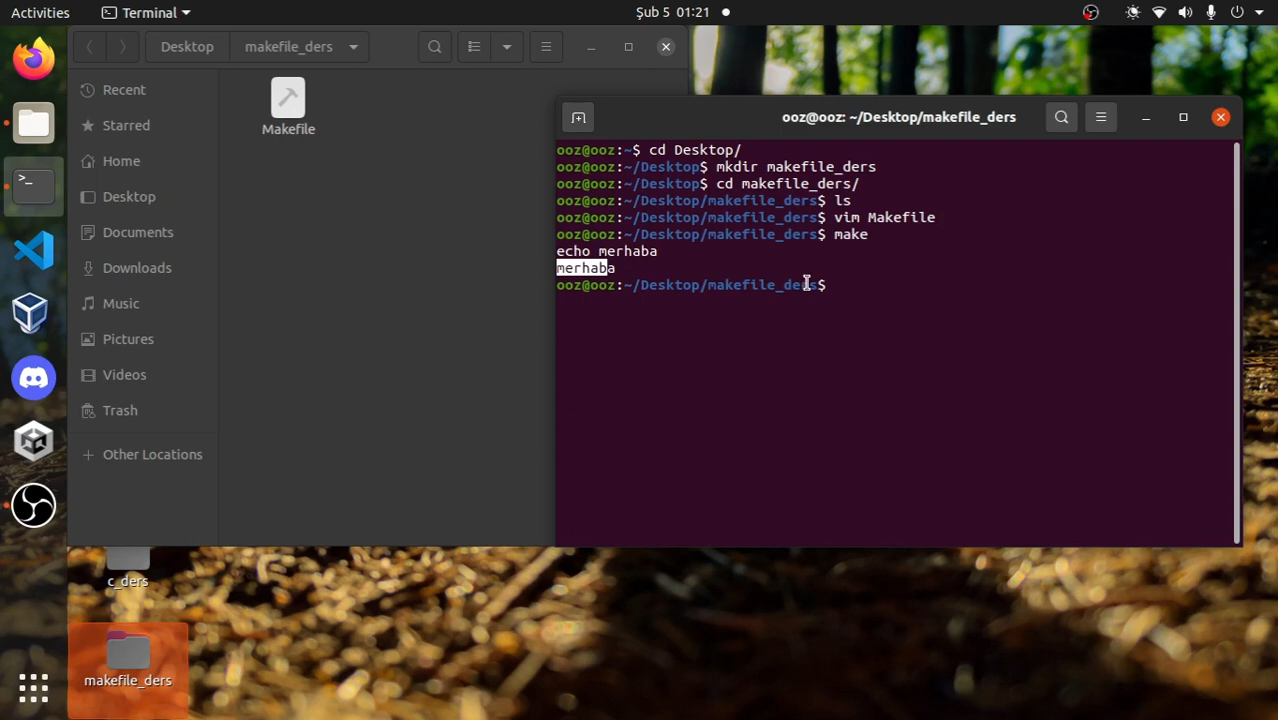 Activities
Terminal
Şub 5 01:21
Desktop
makefile_ders
Recent
Starred
Home
Desktop
Documents
Downloads
Music
Pictures
Videos
Trash
+ Other Locations
Makefile
ooz@ooz: ~/Desktop/makefile_ders
ooz@ooz:~$ cd Desktop/
ooz@ooz:~/Desktop$ mkdir makefile_ders
ooz@ooz:~/Desktop$ cd makefile_ders/
ooz@ooz:~/Desktop/makefile_ders$ ls
ooz@ooz:~/Desktop/makefile_ders$ vim Makefile
ooz@ooz:~/Desktop/makefile_ders$ make
echo merhaba
merhaba
ooz@ooz:~/Desktop/makefile_ders$
c_ders
makefile_ders